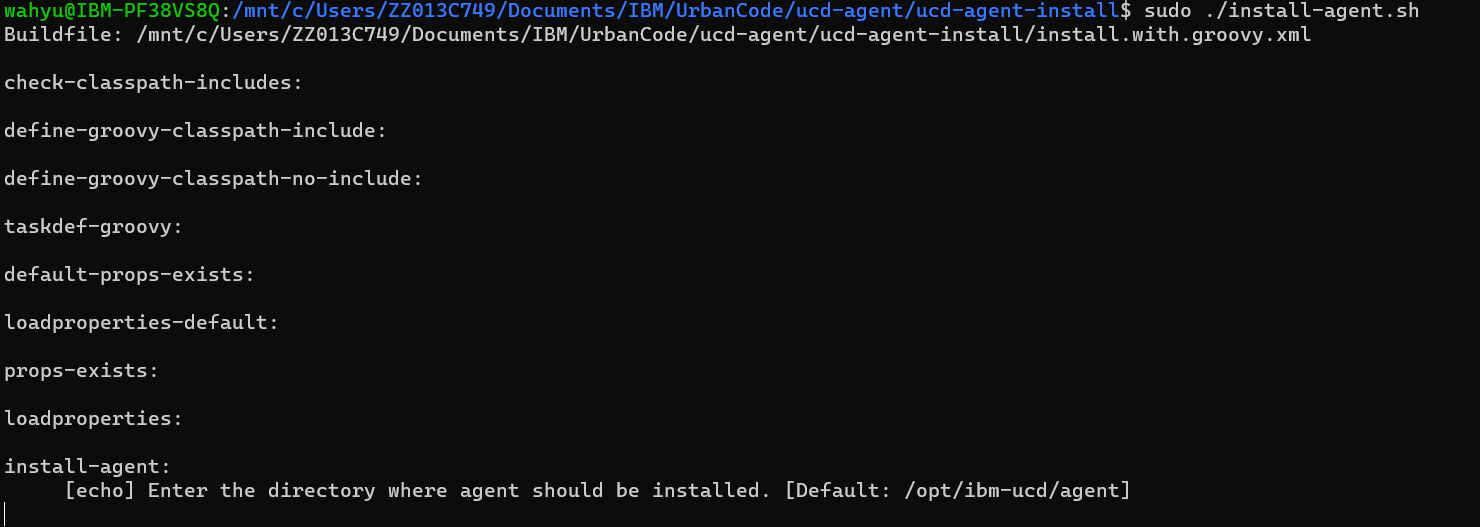 wahyu@IBM-PF38VS8Q:/mnt/c/Users/ZZ013C749/Documents/IBM/UrbanCode/ucd-agent/ucd-agent-install$ sudo ./install-agent.sh
Buildfile: /mnt/c/Users/ZZ013C749/Documents/IBM/UrbanCode/ucd-agent/ucd-agent-install/install.with.groovy.xml
check-classpath-includes:
define-groovy-classpath-include:
define-groovy-classpath-no-include:
taskdef-groovy:
default-props-exists:
loadproperties-default:
props-exists:
loadproperties:
install-agent:
[echo] Enter the directory where agent should be installed. [Default: /opt/ibm-ucd/agent]